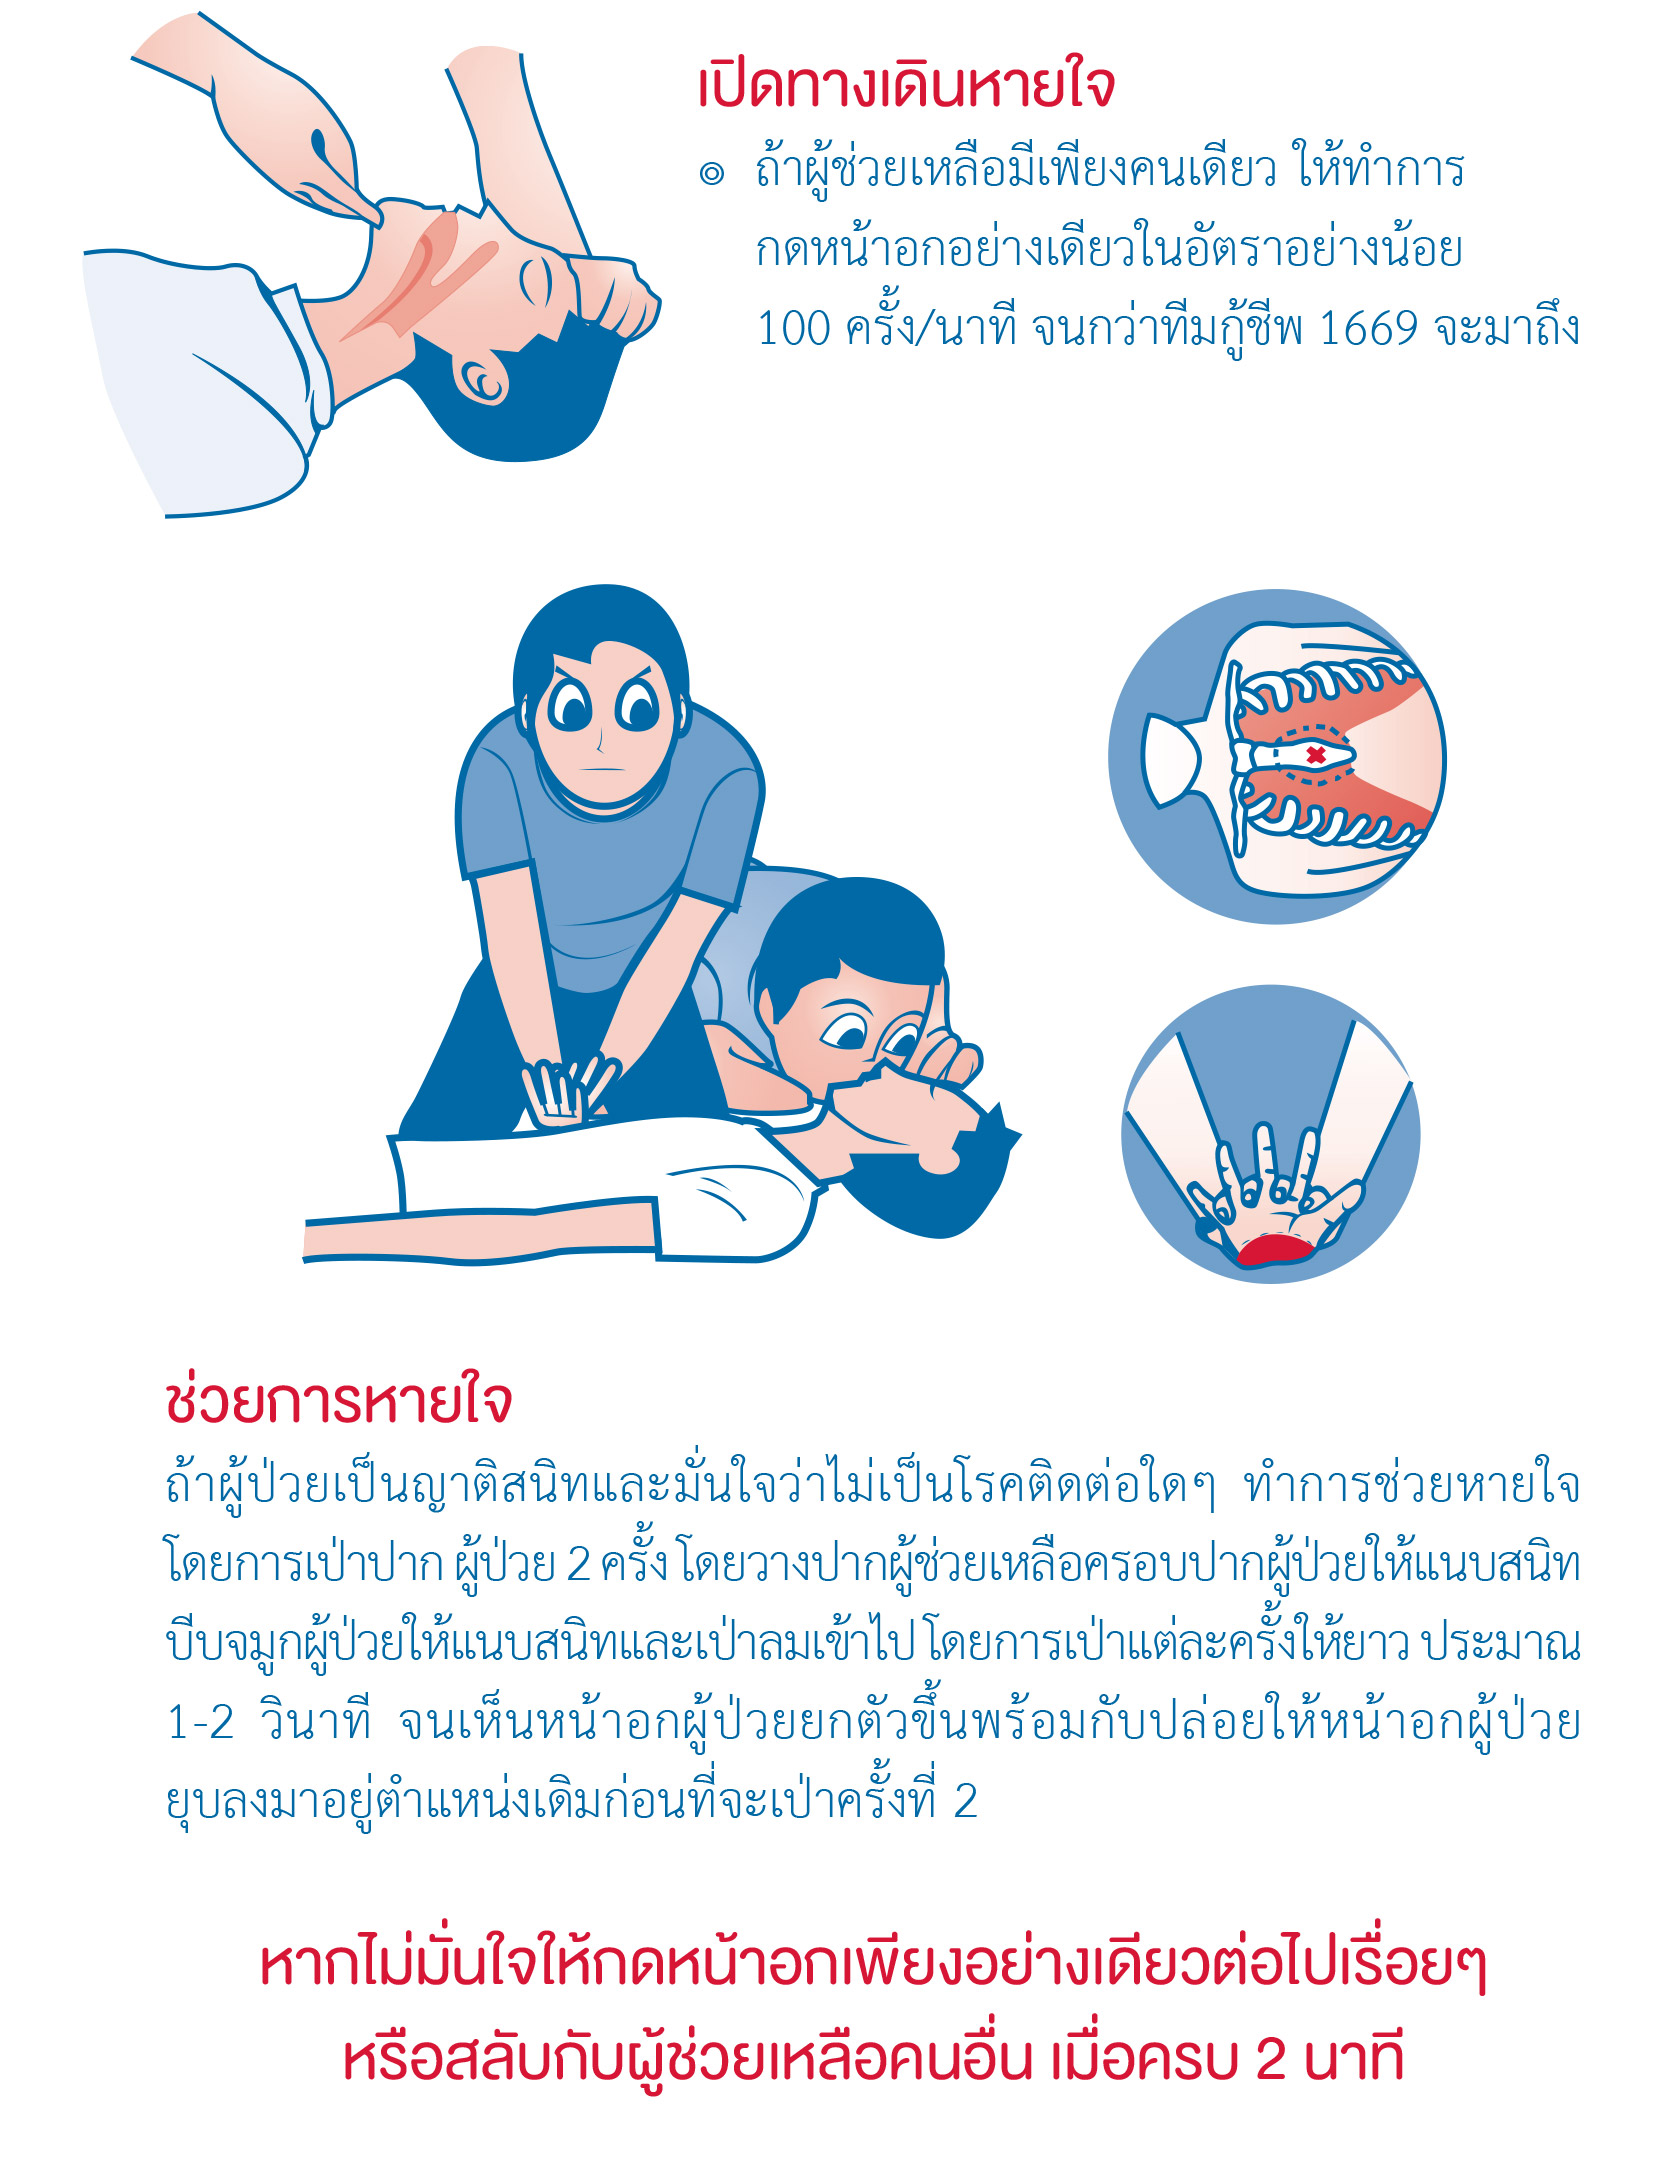 เปิดทางเดินหายใจ
๏ ถ้าผู้ช่วยเหลือมีเพียงคนเดียว ให้ทำการ
กดหน้าอกอย่างเดียวในอัตราอย่างน้อย
100 ครั้ง/นาที จนกว่าทีมกู้ชีพ 1669 จะมาถึง
ช่วยการหายใจ
ถ้าผู้ป่วยเป็นญาติสนิทและมั่นใจว่าไม่เป็นโรคติดต่อใดๆ ทำการช่วยหายใจ
โดยการเป่าปาก ผู้ป่วย 2 ครั้ง โดยวางปากผู้ช่วยเหลือครอบปากผู้ป่วยให้แนบสนิท
บีบจมูกผู้ป่วยให้แนบสนิทและเป่าลมเข้าไป โดยการเป่าแต่ละครั้งให้ยาว ประมาณ
1-2 วินาที จนเห็นหน้าอกผู้ป่วยยกตัวขึ้นพร้อมกับปล่อยให้หน้าอกผู้ป่วย
ยุบลงมาอยู่ตำแหน่งเดิมก่อนที่จะเป่าครั้งที่ 2
หากไม่มั่นใจให้กดหน้าอกเพียงอย่างเดียวต่อไปเรื่อยๆ
หรือสลับกับผู้ช่วยเหลือคนอื่น เมื่อครบ 2 นาที